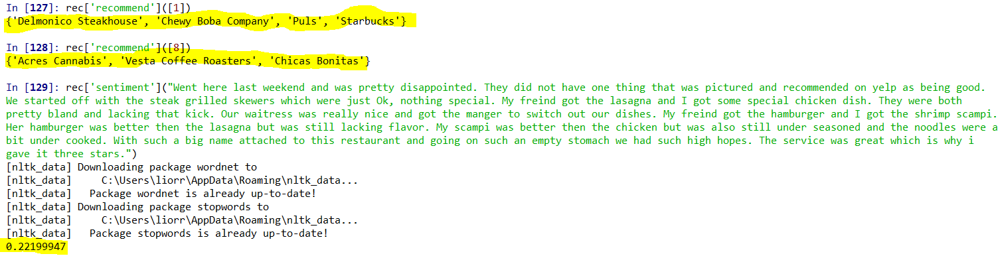 In [127]: rec['recommend']([1])
{'Delmonico Steakhouse', 'Chewy Boba Company', 'Puls', 'Starbucks'}
In [128]: rec['recommend']([8])
{'Acres Cannabis', 'Vesta Coffee Roasters', 'Chicas Bonitas'}
In [129]: rec['sentiment']("Went here last weekend and was pretty disappointed. They did not have one thing that was pictured and recommended on yelp as being good.
We started off with the steak grilled skewers which were just Ok, nothing special. My freind got the lasagna and I got some special chicken dish. They were both
pretty bland and lacking that kick. Our waitress was really nice and got the manger to switch out our dishes. My freind got the hamburger and I got the shrimp scampi.
Her hamburger was better then the lasagna but was still lacking flavor. My scampi was better then the chicken but was also still under seasoned and the noodles were a
bit under cooked. With such a big name attached to this restaurant and going on such an empty stomach we had such high hopes. The service was great which is why i
gave it three stars.")
[nltk_data] Downloading package wordnet to
[nltk_data]     C:\Users\liorr\AppData\Roaming\nltk_data...
[nltk_data]   Package wordnet is already up-to-date!
[nltk_data] Downloading package stopwords to
[nltk_data]     C:\Users\liorr\AppData\Roaming\nltk_data...
[nltk_data]   Package stopwords is already up-to-date!
0.22199947